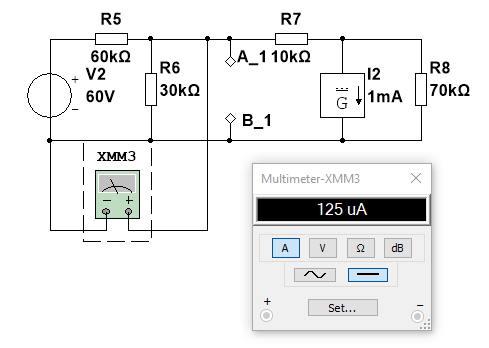 R5
60kΩ
V2
60V
+
−
R6
30kΩ
A_1
B_1
R7
10kΩ
I2
1mA
G
R8
70kΩ
XMM3
− +
Multimeter-XMM3
125 uA
A V Ω dB
+ Set... −